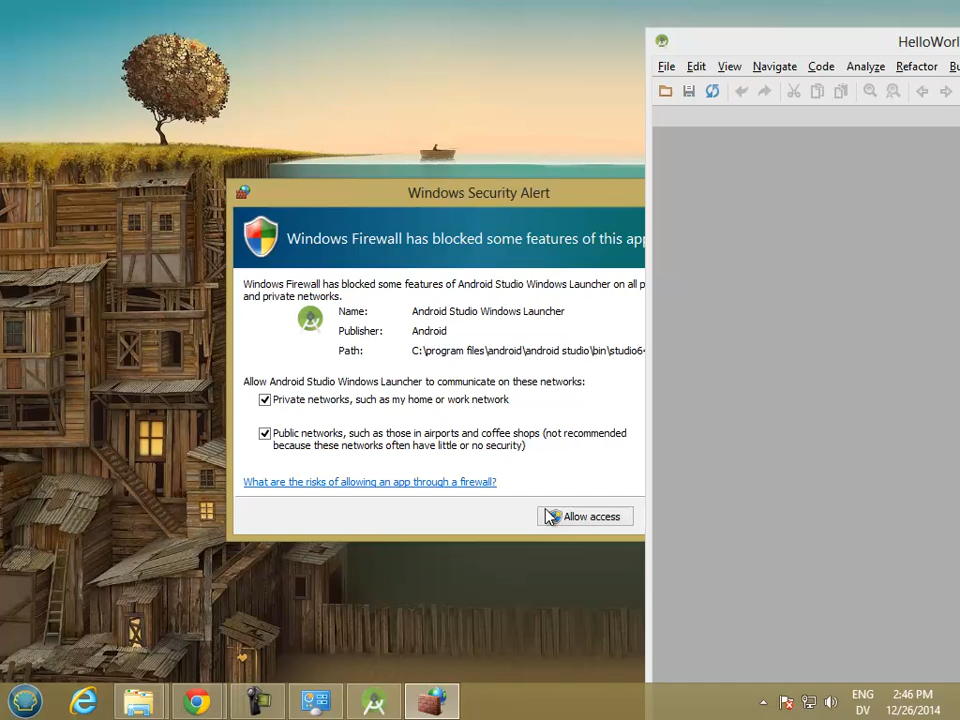 HelloWorl
File Edit View Navigate Code Analyze Refactor Bu
Windows Security Alert
Windows Firewall has blocked some features of this app
Windows Firewall has blocked some features of Android Studio Windows Launcher on all p
and private networks.
Name: Android Studio Windows Launcher
Publisher: Android
Path: C:\program files\android\android studio\bin\studio64
Allow Android Studio Windows Launcher to communicate on these networks:
Private networks, such as my home or work network
Public networks, such as those in airports and coffee shops (not recommended
because these networks often have little or no security)
What are the risks of allowing an app through a firewall?
Allow access
ENG 2:46 PM
DV 12/26/2014